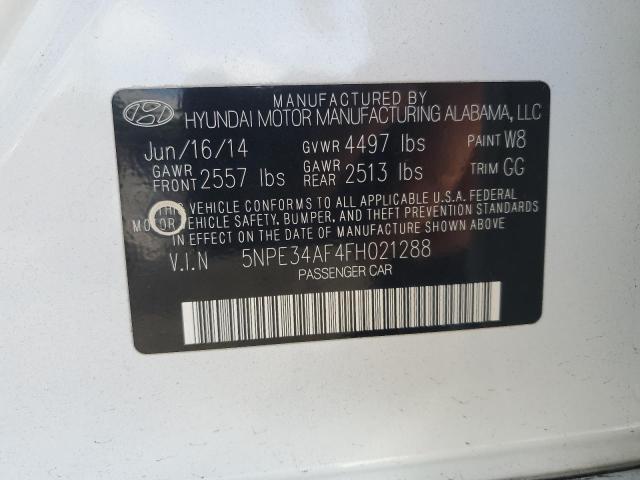 MANUFACTURED BY
HYUNDAI MOTOR MANUFACTURING ALABAMA, LLC
Jun/16/14 GVWR 4497 lbs PAINT W8
GAWR FRONT 2557 lbs GAWR REAR 2513 lbs TRIM GG
THIS VEHICLE CONFORMS TO ALL APPLICABLE U.S.A. FEDERAL
MOTOR VEHICLE SAFETY, BUMPER, AND THEFT PREVENTION
STANDARDS IN EFFECT ON THE DATE OF MANUFACTURE SHOWN ABOVE
V.I.N 5NPE34AF4FH021288
PASSENGER CAR